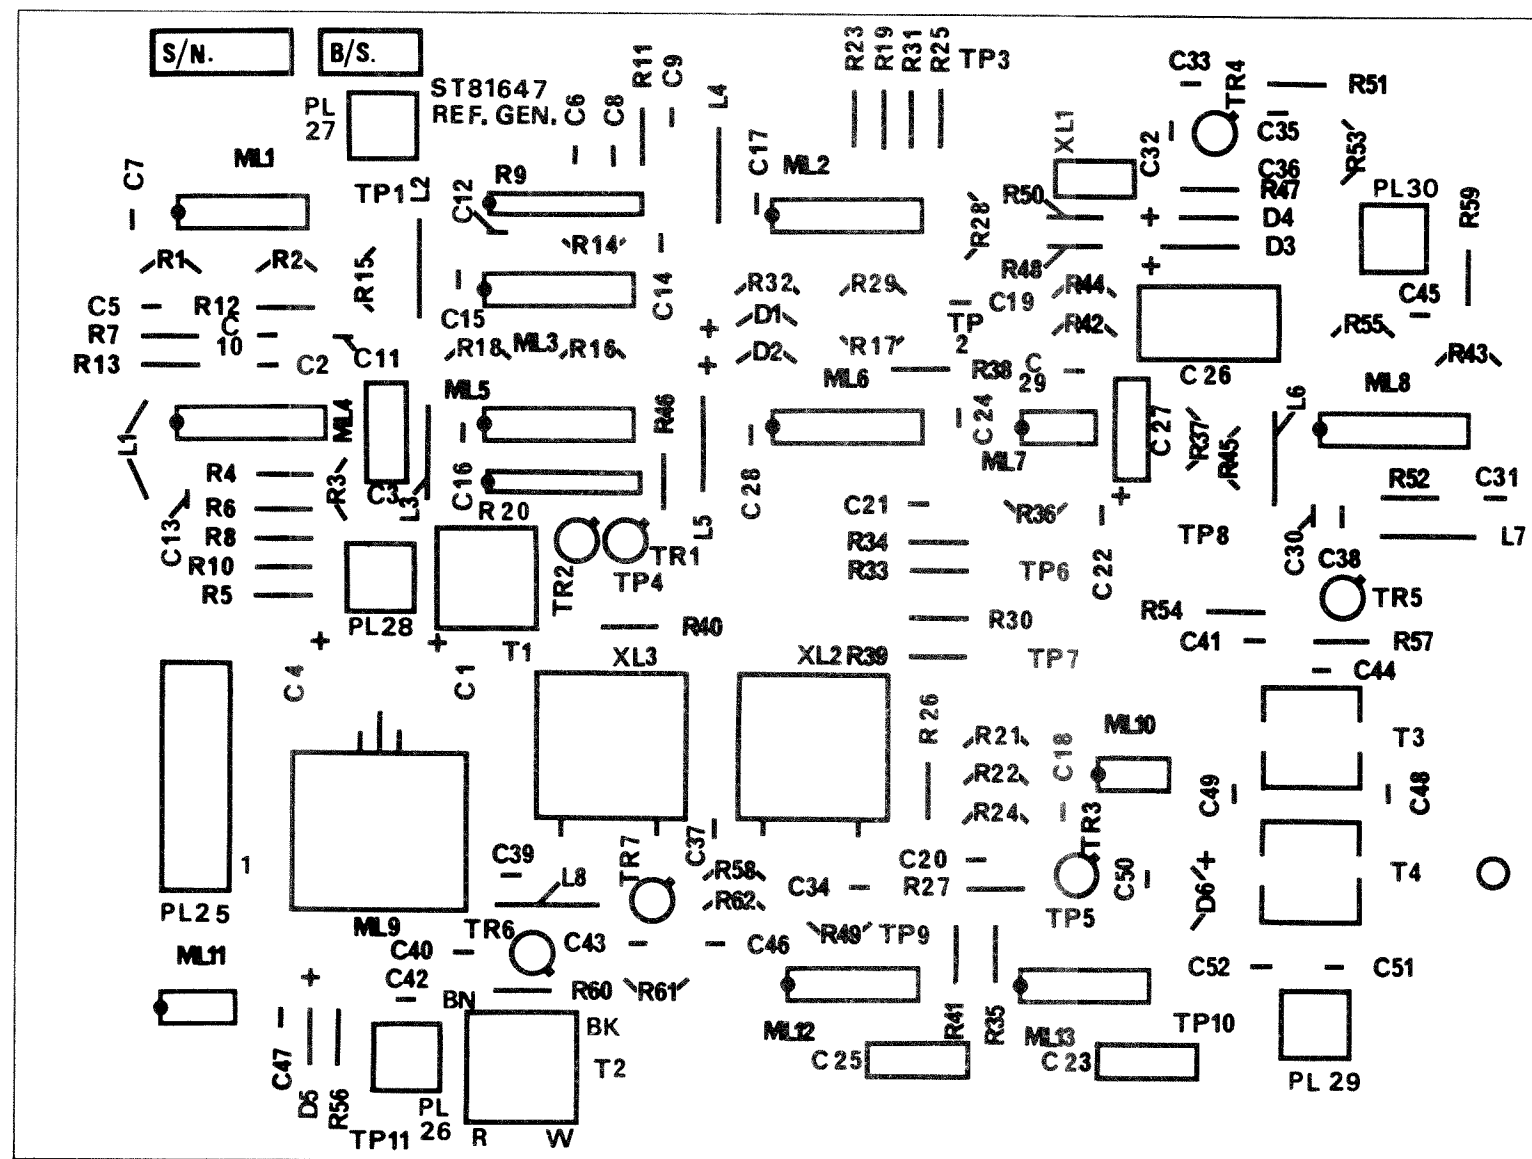 S/N.
B/S.
PL
27
ST81647
REF. GEN.
C6
C8
R11
C9
L4
R23
R19
R31
R25
TP3
C33
TR4
R51
C7
ML1
TP1
L2
C12
R9
C17
ML2
XL1
C32
C35
R53
C36
R47
PL30
R59
R50
R28
D4
D3
R48
R1
R2
R15
R14
C14
R32
R29
C19
R44
C5
R12
C15
D1
TP
2
R42
C45
R55
R7
C
10
R13
C2
C11
R18
ML3
R16
D2
R17
R43
ML5
ML6
R38
C
29
C26
ML8
L1
ML4
C3
L3
C16
R46
C24
ML7
C27
R37
R45
L6
R4
R3
R6
C13
R20
L5
C28
C21
R36
C22
TP8
C30
R52
C31
L7
C38
R8
R10
R5
PL28
TR2
TR1
TP4
R34
R33
TP6
TR5
R54
R30
R40
T1
XL3
XL2
R39
TP7
C41
R57
C44
C4
C1
R26
R21
R22
R24
C18
ML10
T3
C49
C48
1
PL25
C39
L8
TR7
C37
R58
R62
C34
C20
R27
TR3
TP5
C50
D6
T4
ML9
TR6
C40
C43
C46
R49
TP9
ML11
C42
BN
R60
R61
C52
C51
BK
T2
ML12
C25
R41
R35
ML13
C23
TP10
PL29
C47
D5
R56
TP11
PL
26
R
W